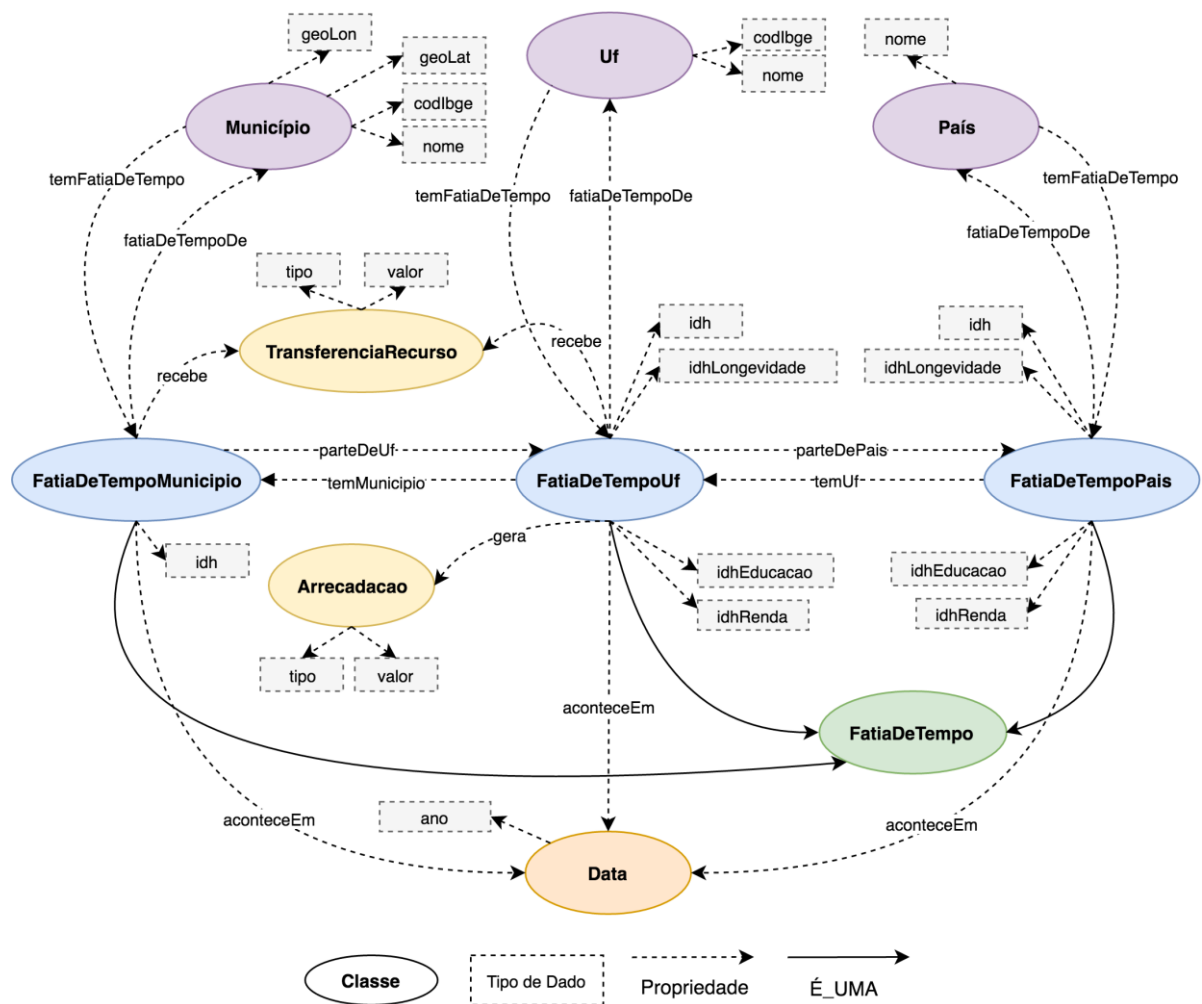 geoLon
geoLat
codIbge
nome
Município
Uf
codIbge
nome
nome
País
temFatiaDeTempo
fatiaDeTempoDe
temFatiaDeTempo
fatiaDeTempoDe
temFatiaDeTempo
fatiaDeTempoDe
tipo
valor
TransferenciaRecurso
recebe
recebe
idh
idhLongevidade
idh
idhLongevidade
parteDeUf
parteDePais
FatiaDeTempoMunicipio
temMunicipio
FatiaDeTempoUf
temUf
FatiaDeTempoPais
idh
gera
Arrecadacao
tipo
valor
idhEducacao
idhRenda
idhEducacao
idhRenda
aconteceEm
FatiaDeTempo
aconteceEm
ano
aconteceEm
Data
Classe
Tipo de Dado
Propriedade
É_UMA